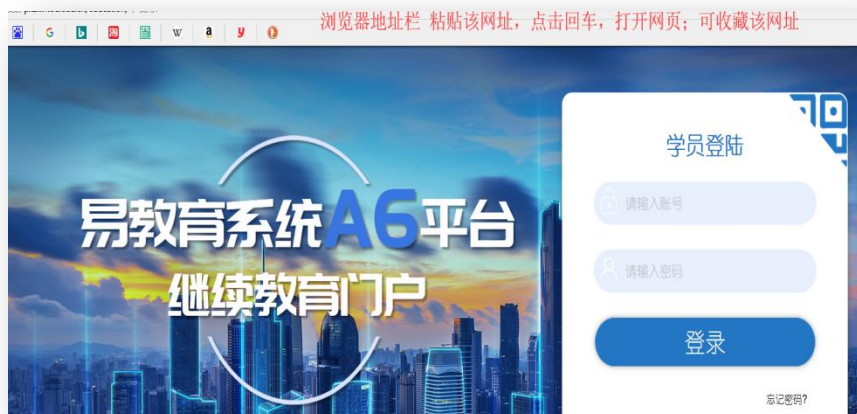 浏览器地址栏 粘贴该网址，点击回车，打开网页；可收藏该网址
G
W
a
y
学员登陆
易教育系统A6平台
继续教育门户
请输入账号
请输入密码
登录
忘记密码?